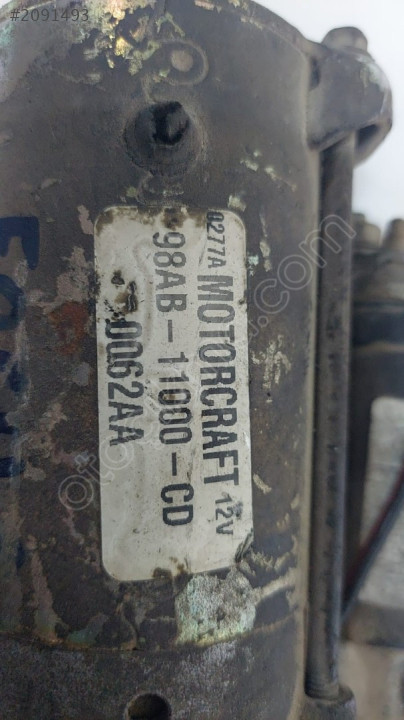 #2091493
0277A MOTORCRAFT 12V
98AB-11000-CD
0062AA